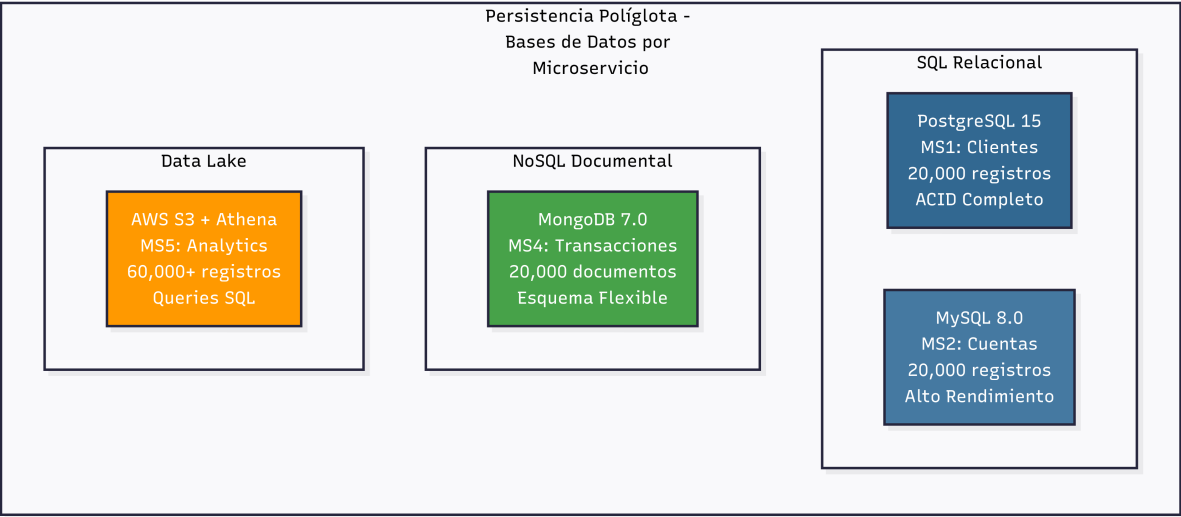 Persistencia Políglota -
Bases de Datos por
Microservicio
Data Lake
AWS S3 + Athena
MS5: Analytics
60,000+ registros
Queries SQL
NoSQL Documental
MongoDB 7.0
MS4: Transacciones
20,000 documentos
Esquema Flexible
SQL Relacional
PostgreSQL 15
MS1: Clientes
20,000 registros
ACID Completo
MySQL 8.0
MS2: Cuentas
20,000 registros
Alto Rendimiento